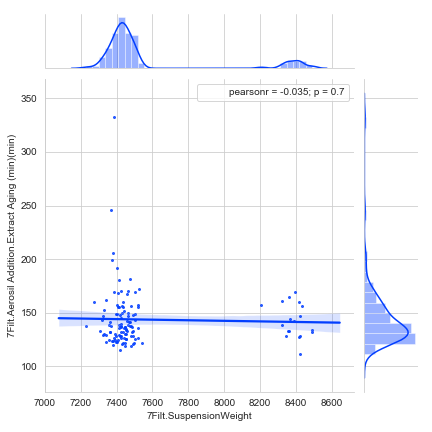 pearsonr = -0.035; p = 0.7
350
300
250
200
150
100
7Filt.Aerosil Addition.Extract Aging (min)(min)
7000 7200 7400 7600 7800 8000 8200 8400 8600
7Filt.SuspensionWeight